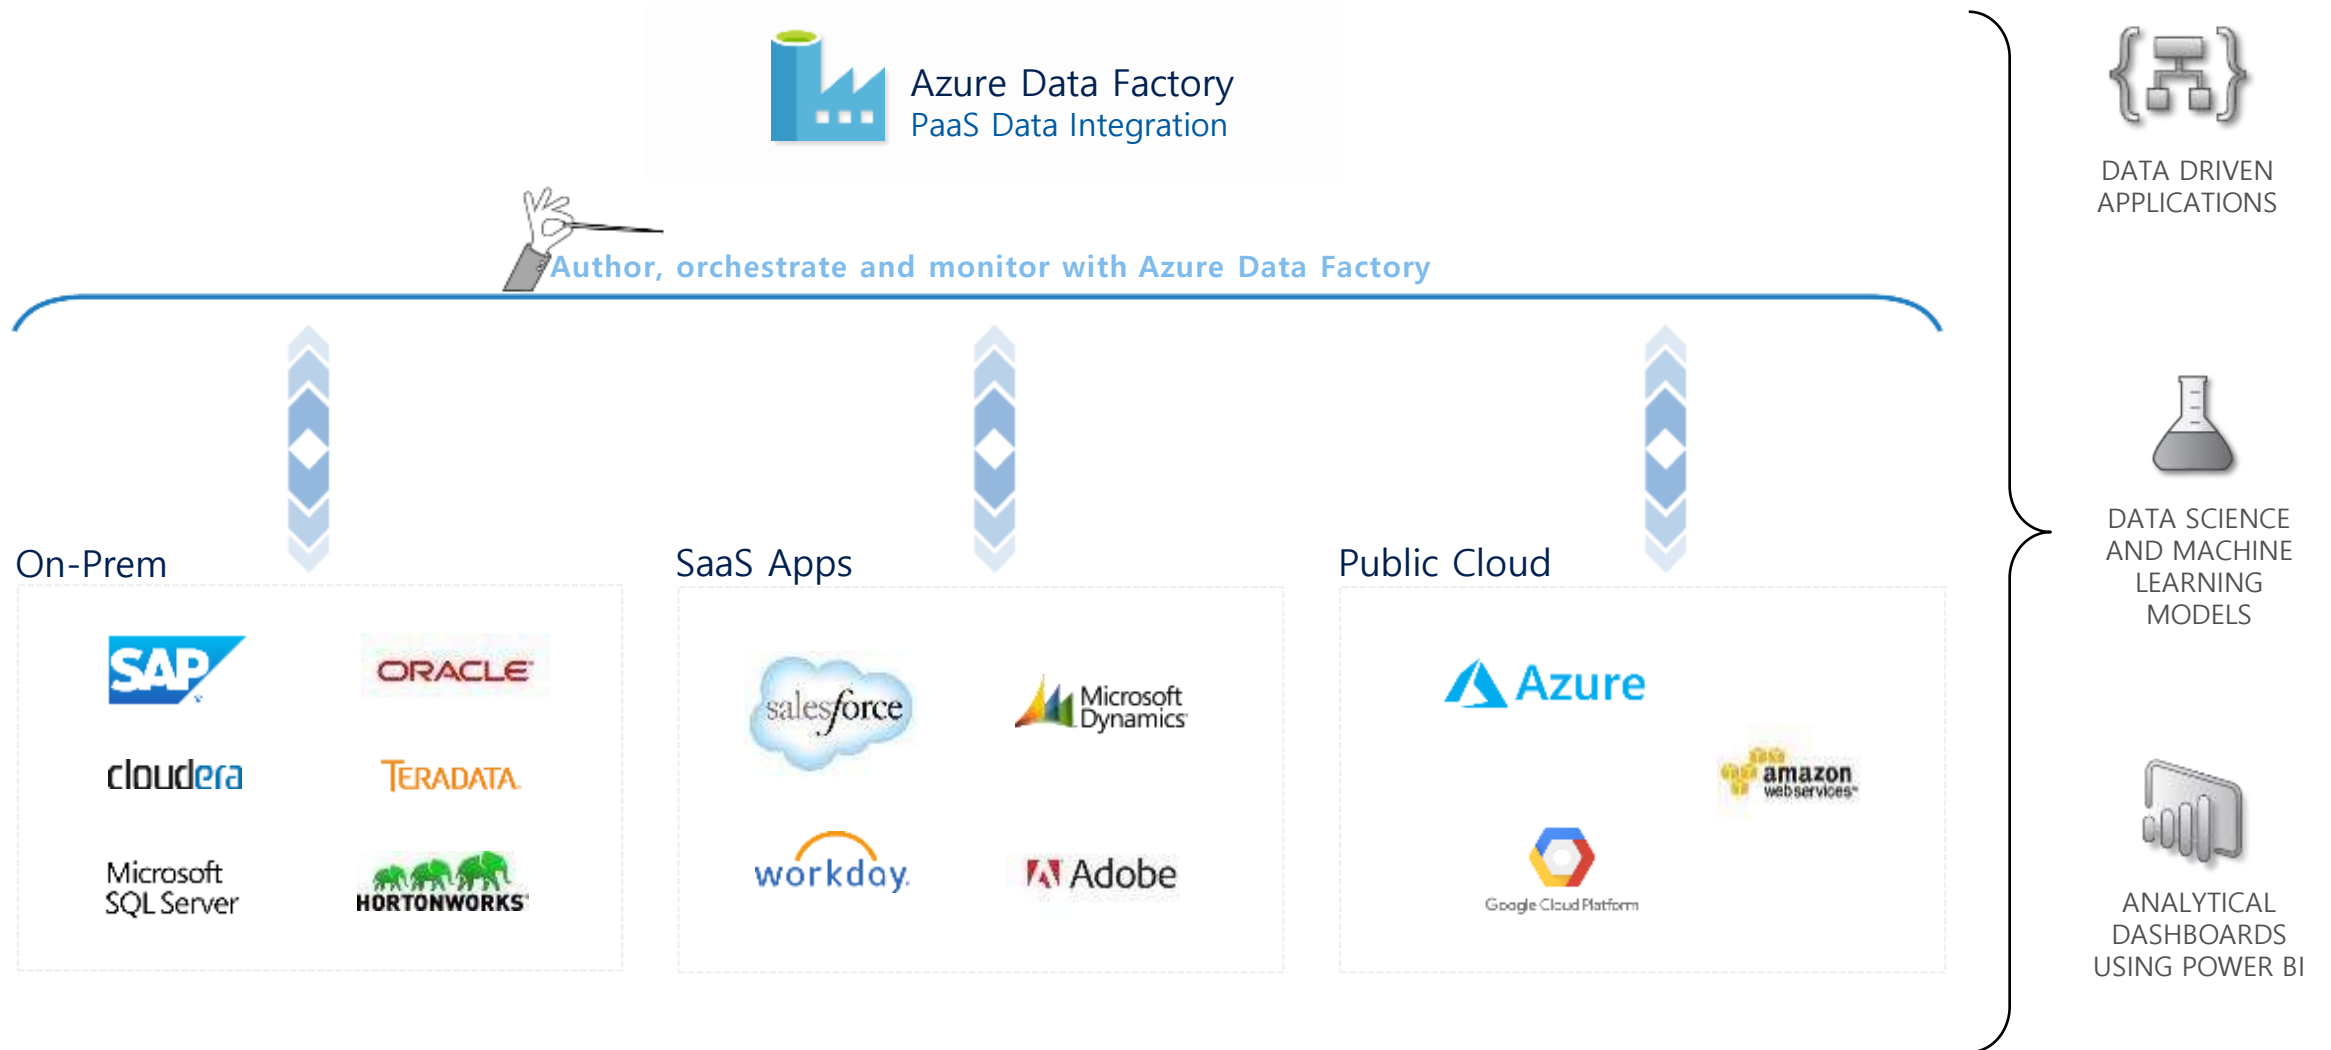 Azure Data Factory
PaaS Data Integration
Author, orchestrate and monitor with Azure Data Factory
On-Prem
SAP®
ORACLE
cloudera
TERADATA
Microsoft
SQL Server
HORTONWORKS
SaaS Apps
salesforce
Microsoft
Dynamics
workday.
Adobe
Public Cloud
Azure
amazon
webservices™
Google Cloud Platform
DATA DRIVEN
APPLICATIONS
DATA SCIENCE
AND MACHINE
LEARNING
MODELS
ANALYTICAL
DASHBOARDS
USING POWER BI